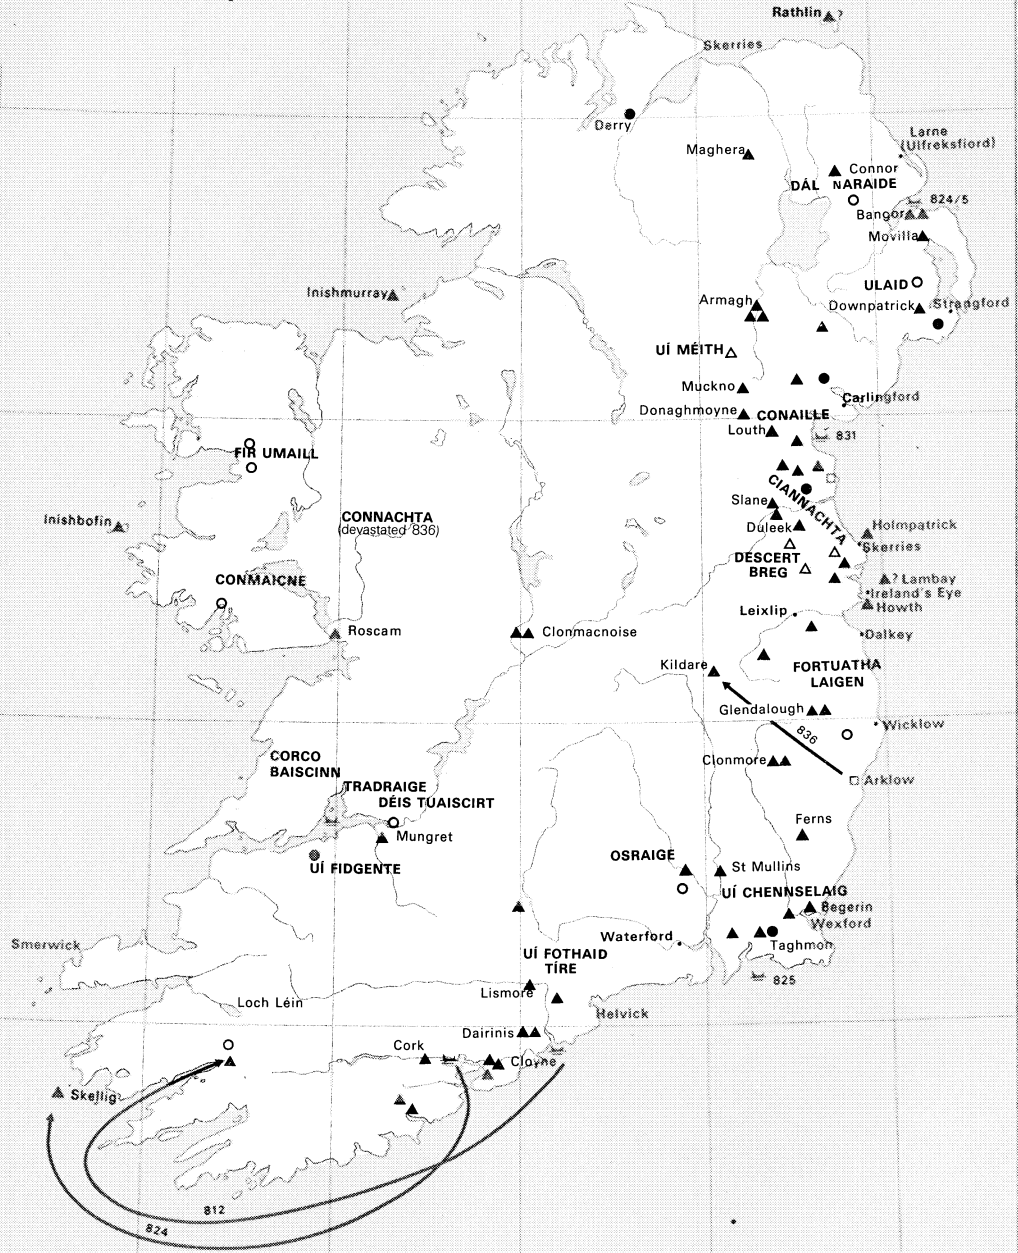 Rathlin ?
Skerries
Derry
Larne
(Ulfreksfiord)
Maghera
Connor
DÁL NARAIDE
824/5
Bangor
Movilla
ULAID
Inishmurray
Armagh
Downpatrick
Strangford
UÍ MÉITH
Muckno
Carlingford
Donaghmoyne
CONAILLE
Louth
831
FIR UMAILL
CIANNACHTA
Slane
CONNACHTA
(devastated 836)
Inishbofin
Duleek
Holmpatrick
Skerries
DESCERT
BREG
CONMAICNE
? Lambay
Ireland's Eye
Howth
Leixlip
Roscam
Clonmacnoise
Dalkey
Kildare
FORTUATHA
LAIGEN
Glendalough
Wicklow
836
CORCO
BAISCINN
Clonmore
Arklow
TRADRAIGE
DÉIS TUAISCIRT
Mungret
Ferns
OSRAIGE
St Mullins
UÍ FIDGENTE
UÍ CHENNSELAIG
Begerin
Wexford
Smerwick
Waterford
Taghmon
UÍ FOTHAID
TÍRE
825
Lismore
Loch Léin
Helvick
Dairinis
Cork
Cloyne
Skellig
812
824